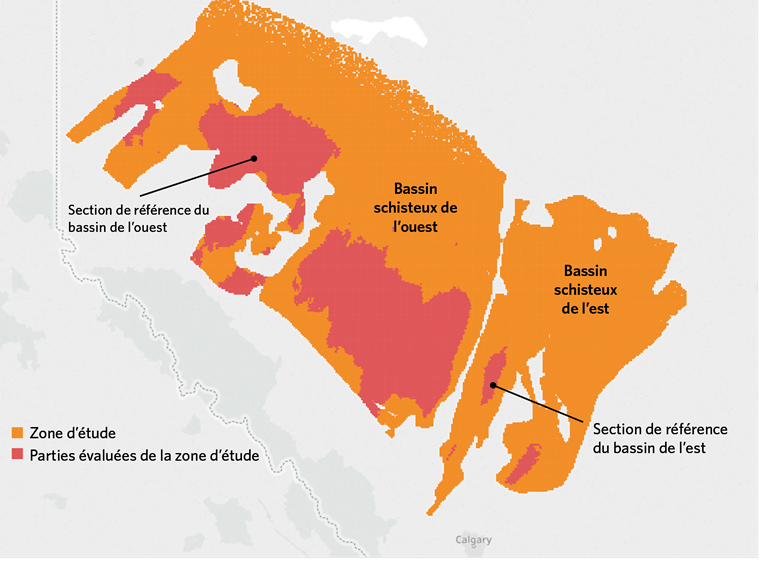 Bassin
schisteux de
l'ouest
Section de référence du
bassin de l'ouest
Bassin
schisteux
de l'est
Zone d'étude
Parties évaluées de la zone d'étude
Section de référence
du bassin de l'est
Calgary